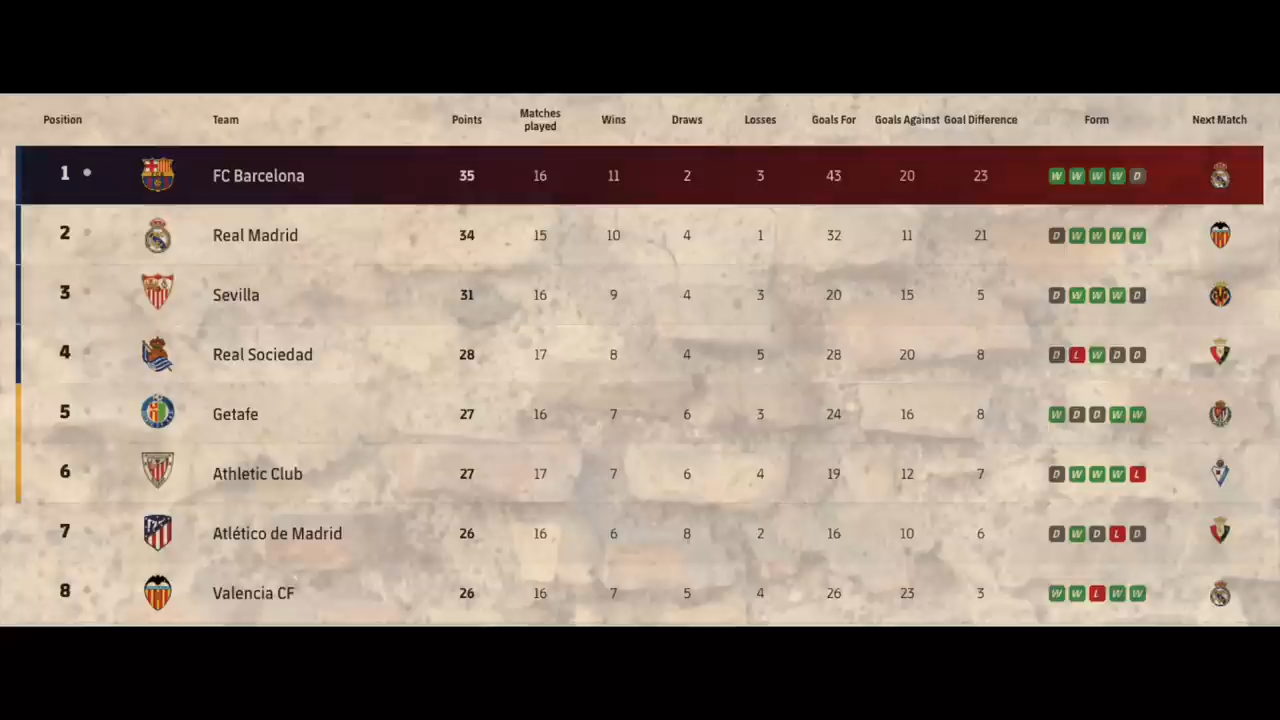 Position Team Points Matches played Wins Draws Losses Goals For Goals Against Goal Difference Form Next Match
1 FC Barcelona 35 16 11 2 3 43 20 23 W W W W D
2 Real Madrid 34 15 10 4 1 32 11 21 D W W W W
3 Sevilla 31 16 9 4 3 20 15 5 D W W W D
4 Real Sociedad 28 17 8 4 5 28 20 8 D L W D D
5 Getafe 27 16 7 6 3 24 16 8 W D D W W
6 Athletic Club 27 17 7 6 4 19 12 7 D W W W L
7 Atlético de Madrid 26 16 6 8 2 16 10 6 D W D L D
8 Valencia CF 26 16 7 5 4 26 23 3 W W L W W